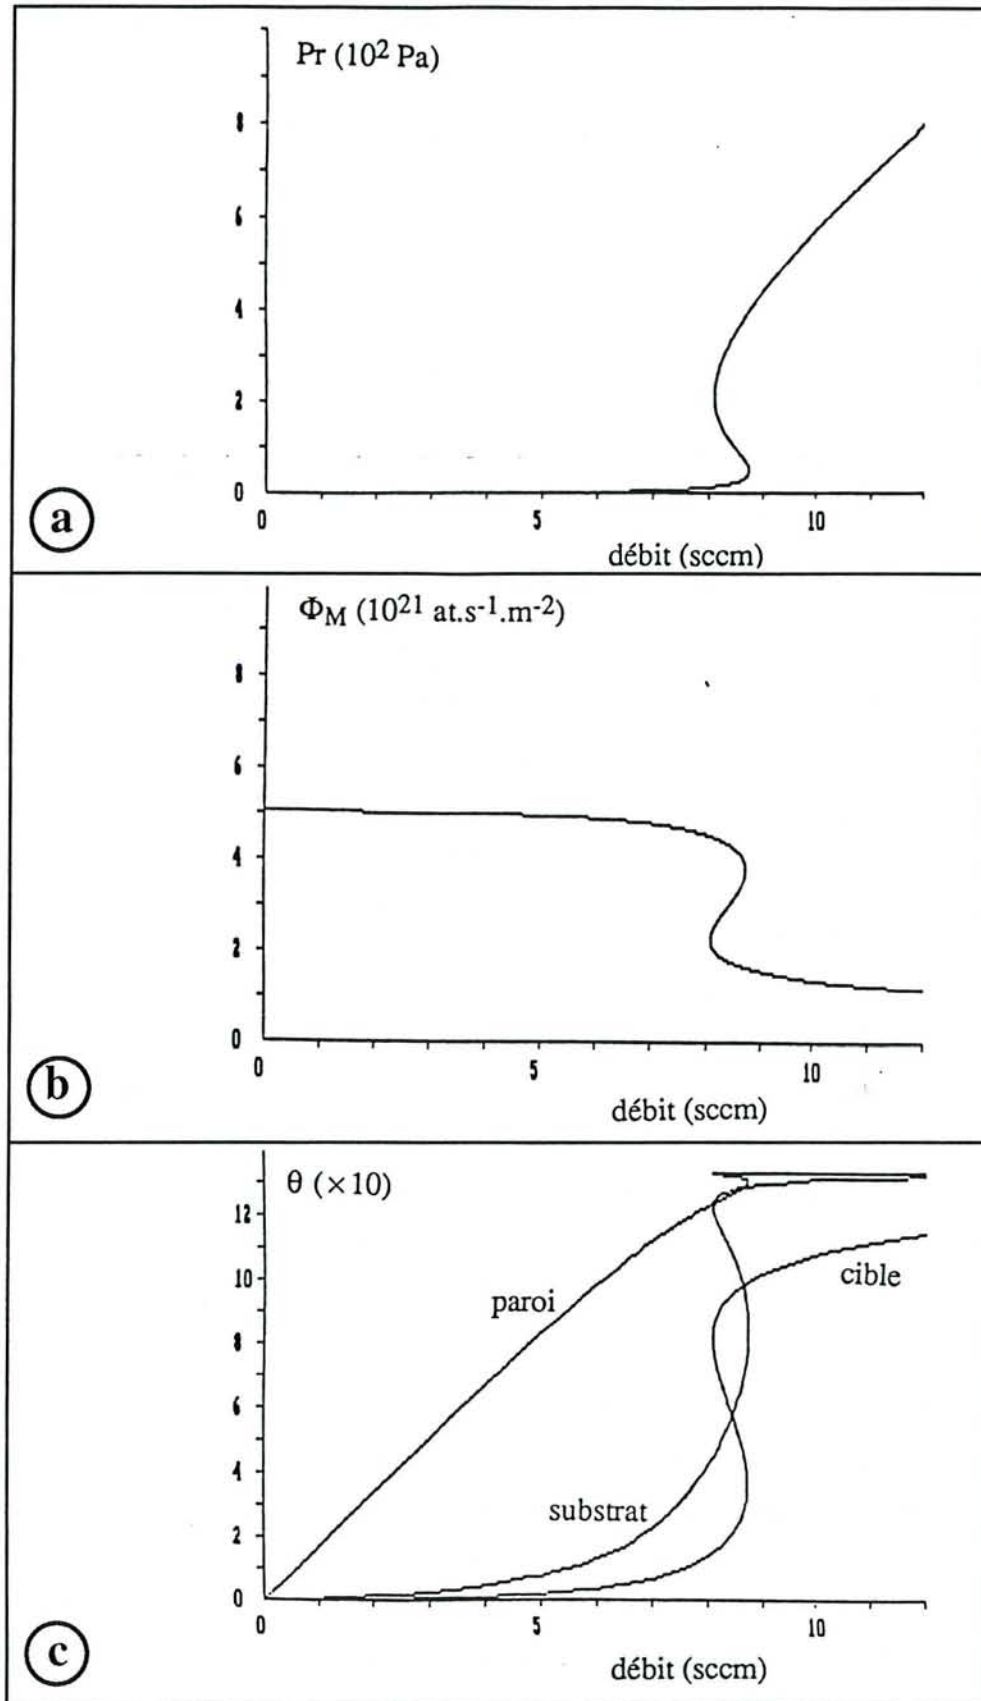 Pr (10² Pa)
8
6
4
2
0
0 5 10
débit (sccm)
a
Φ_M (10²¹ at.s⁻¹.m⁻²)
8
6
4
2
0
0 5 10
débit (sccm)
b
θ (×10)
12
10
8
6
4
2
0
paroi
cible
substrat
0 5 10
débit (sccm)
c